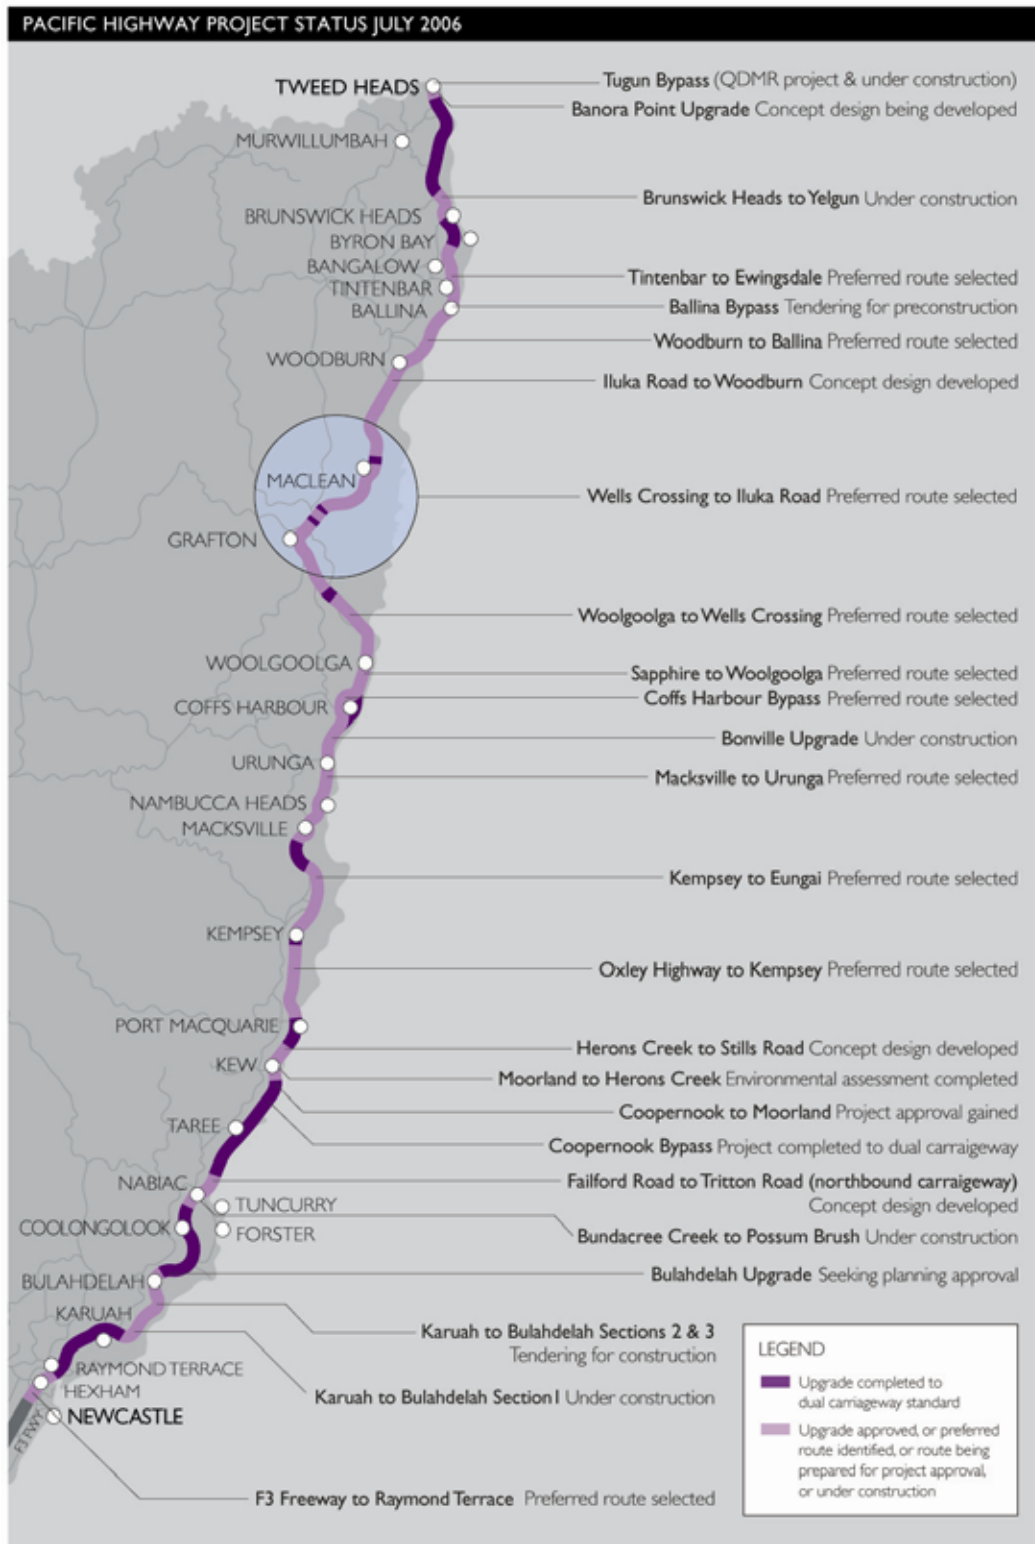 PACIFIC HIGHWAY PROJECT STATUS JULY 2006
TWEED HEADS
Tugun Bypass (QDMR project & under construction)
Banora Point Upgrade Concept design being developed
MURWILLUMBAH
Brunswick Heads to Yelgun Under construction
BRUNSWICK HEADS
BYRON BAY
BANGALOW
Tintenbar to Ewingsdale Preferred route selected
TINTENBAR
BALLINA
Ballina Bypass Tendering for preconstruction
Woodburn to Ballina Preferred route selected
WOODBURN
Iluka Road to Woodburn Concept design developed
MACLEAN
Wells Crossing to Iluka Road Preferred route selected
GRAFTON
Woolgoolga to Wells Crossing Preferred route selected
WOOLGOOLGA
Sapphire to Woolgoolga Preferred route selected
Coffs Harbour Bypass Preferred route selected
COFFS HARBOUR
Bonville Upgrade Under construction
URUNGA
Macksville to Urunga Preferred route selected
NAMBUCCA HEADS
MACKSVILLE
Kempsey to Eungai Preferred route selected
KEMPSEY
Oxley Highway to Kempsey Preferred route selected
PORT MACQUARIE
Herons Creek to Stills Road Concept design developed
KEW
Moorland to Herons Creek Environmental assessment completed
Coopernook to Moorland Project approval gained
TAREE
Coopernook Bypass Project completed to dual carraigeway
NABIAC
Failford Road to Tritton Road (northbound carraigeway)
Concept design developed
TUNCURRY
COOLONGOLOOK
FORSTER
Bundacree Creek to Possum Brush Under construction
BULAHDELAH
Bulahdelah Upgrade Seeking planning approval
KARUAH
Karuah to Bulahdelah Sections 2 & 3
Tendering for construction
RAYMOND TERRACE
HEXHAM
Karuah to Bulahdelah Section1 Under construction
NEWCASTLE
F3 FWY
F3 Freeway to Raymond Terrace Preferred route selected
LEGEND
Upgrade completed to
dual carriageway standard
Upgrade approved, or preferred
route identified, or route being
prepared for project approval,
or under construction